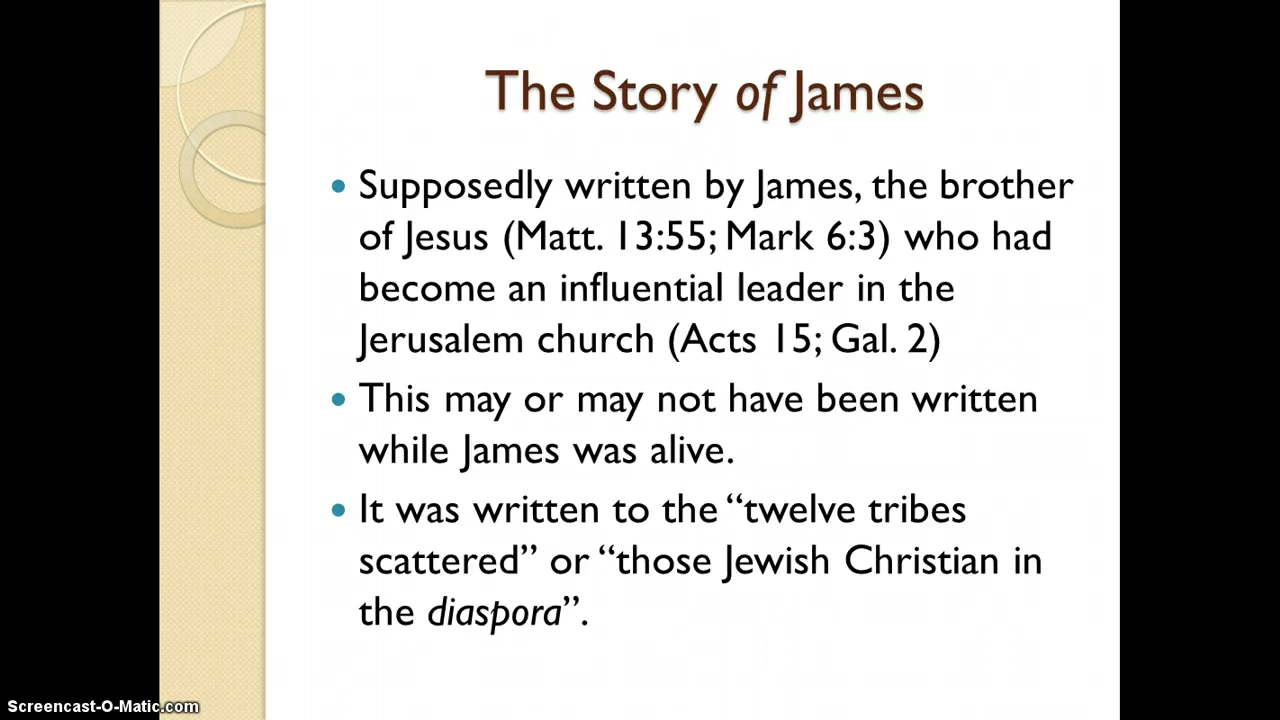 The Story of James
• Supposedly written by James, the brother
of Jesus (Matt. 13:55; Mark 6:3) who had
become an influential leader in the
Jerusalem church (Acts 15; Gal. 2)
• This may or may not have been written
while James was alive.
• It was written to the “twelve tribes
scattered” or “those Jewish Christian in
the diaspora”.
Screencast-O-Matic.com